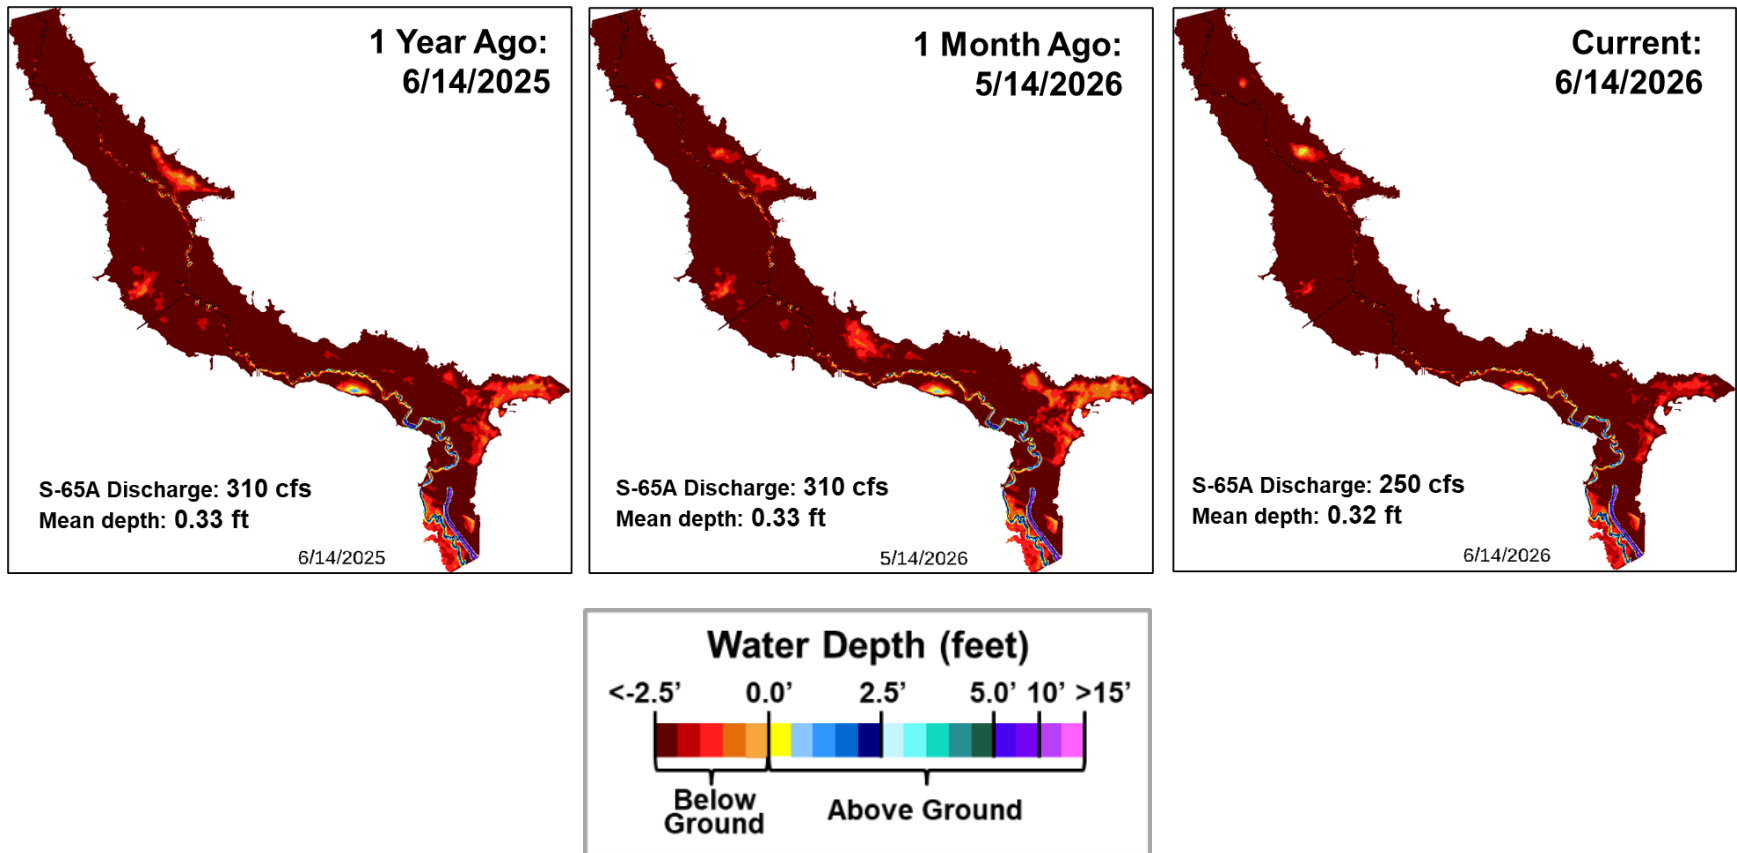 1 Year Ago:
6/14/2025
S-65A Discharge: 310 cfs
Mean depth: 0.33 ft
6/14/2025
1 Month Ago:
5/14/2026
S-65A Discharge: 310 cfs
Mean depth: 0.33 ft
5/14/2026
Current:
6/14/2026
S-65A Discharge: 250 cfs
Mean depth: 0.32 ft
6/14/2026
Water Depth (feet)
<-2.5’ 0.0’ 2.5’ 5.0’ 10’ >15’
Below
Ground
Above Ground